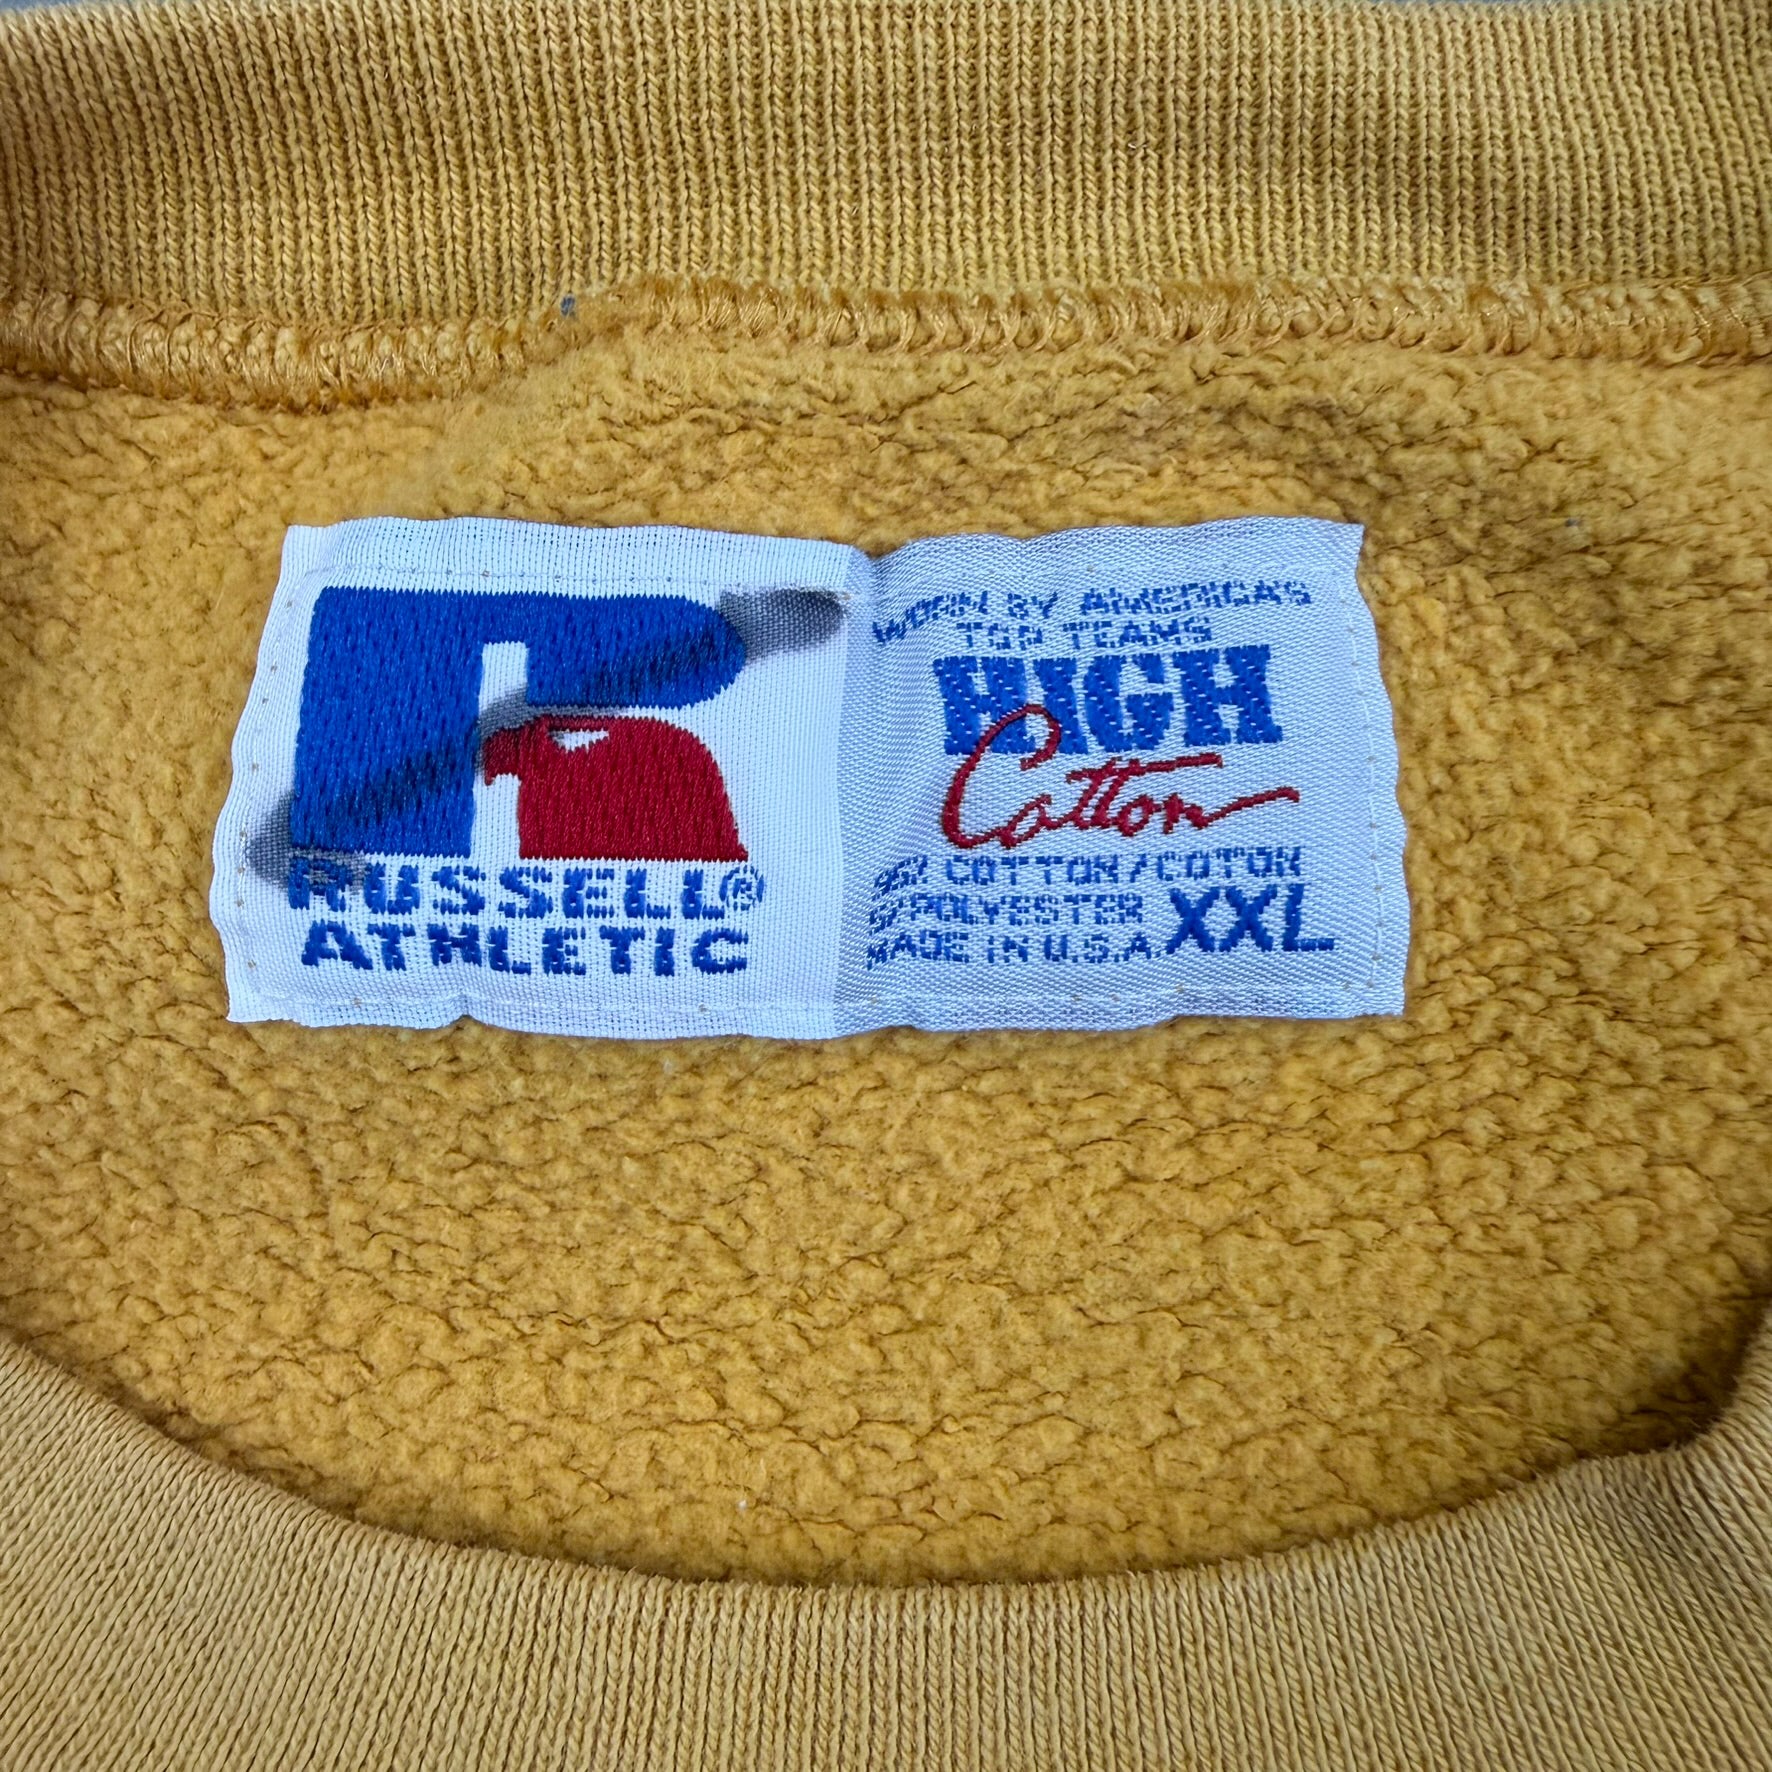 RUSSELL®
ATHLETIC
WORN BY AMERICA'S
TOP TEAMS
HIGH
Cotton
95% COTTON/COTON
5% POLYESTER
MADE IN U.S.A. XXL